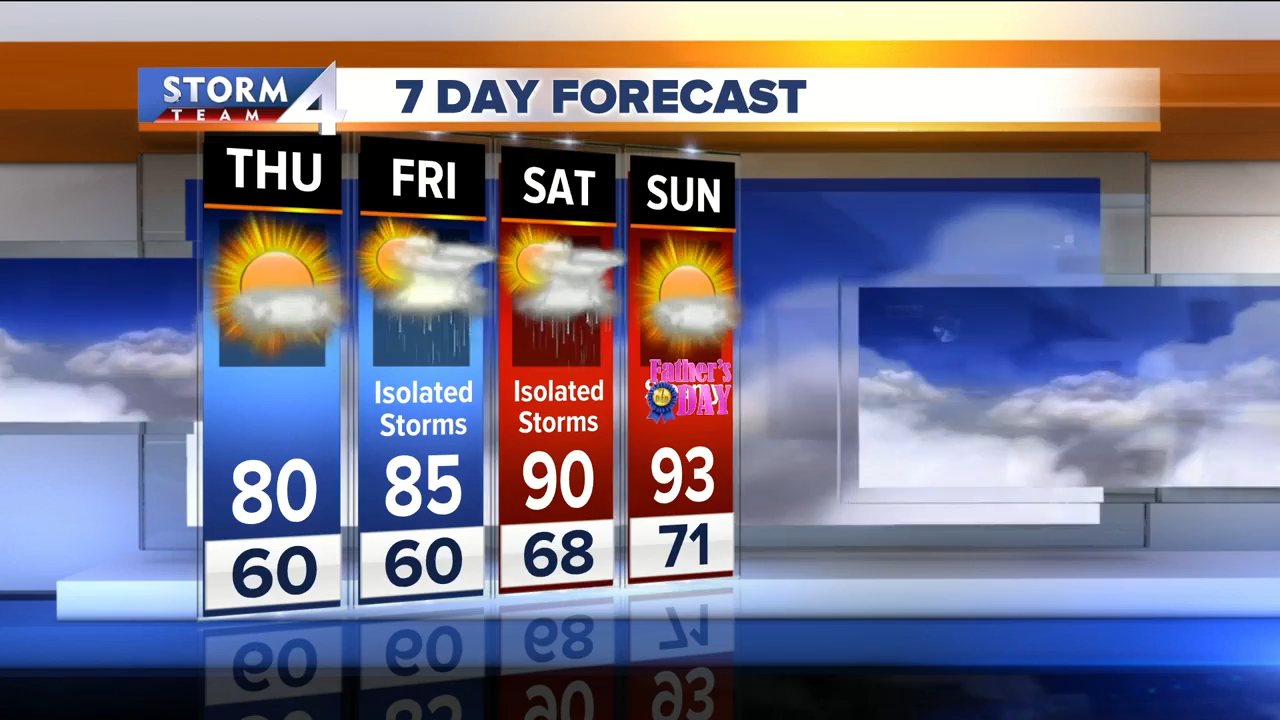 STORM
TEAM 4
7 DAY FORECAST
THU
80
60
FRI
Isolated
Storms
85
60
SAT
Isolated
Storms
90
68
SUN
Father's
DAY
93
71